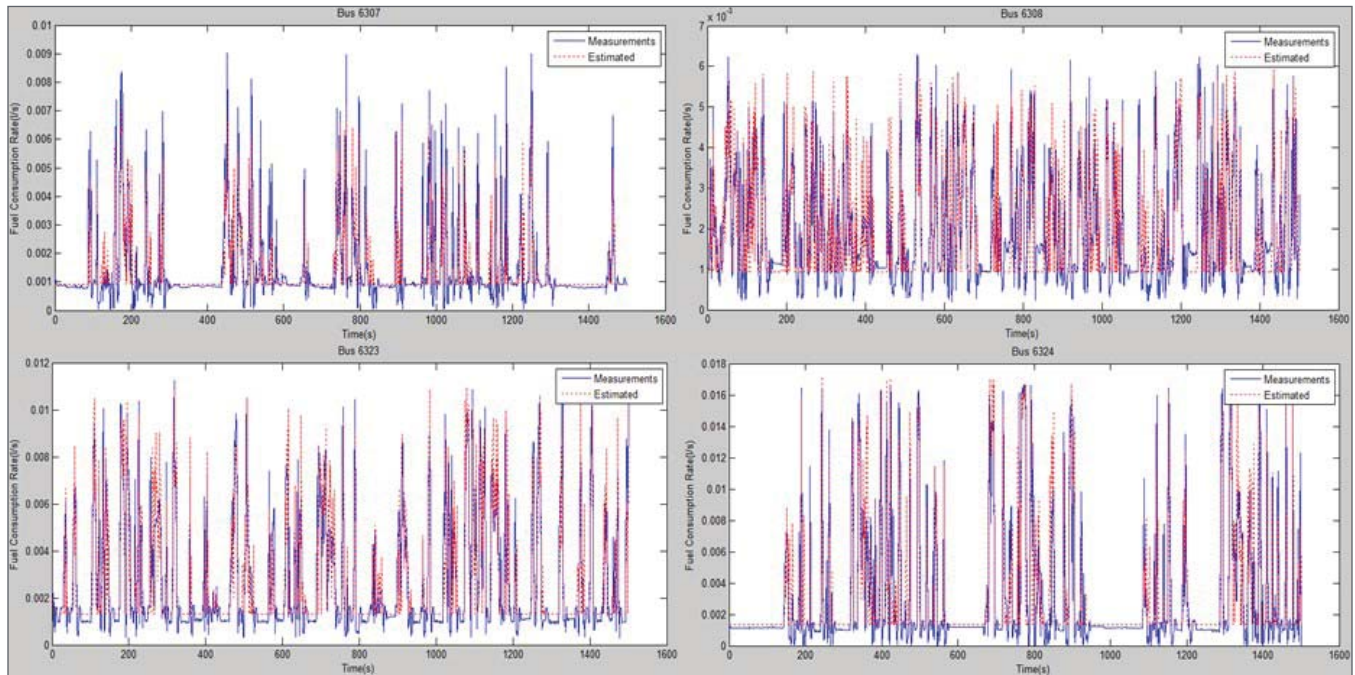 Bus 6307
0.01
0.009
0.008
0.007
0.006
0.005
0.004
0.003
0.002
0.001
0
Fuel Consumption Rate(l/s)
Measurements
Estimated
0 200 400 600 800 1000 1200 1400 1600
Time(s)
Bus 6308
x 10⁻³
7
6
5
4
3
2
1
0
Fuel Consumption Rate(l/s)
Measurements
Estimated
0 200 400 600 800 1000 1200 1400 1600
Time(s)
Bus 6323
0.012
0.01
0.008
0.006
0.004
0.002
0
Fuel Consumption Rate(l/s)
Measurements
Estimated
0 200 400 600 800 1000 1200 1400 1600
Time(s)
Bus 6324
0.018
0.016
0.014
0.012
0.01
0.008
0.006
0.004
0.002
0
Fuel Consumption Rate(l/s)
Measurements
Estimated
0 200 400 600 800 1000 1200 1400 1600
Time(s)